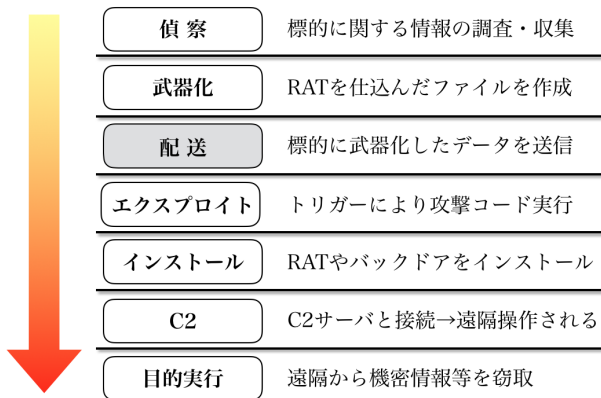 偵 察 標的に関する情報の調査・収集
武器化 RATを仕込んだファイルを作成
配 送 標的に武器化したデータを送信
エクスプロイト トリガーにより攻撃コード実行
インストール RATやバックドアをインストール
C2 C2サーバと接続→遠隔操作される
目的実行 遠隔から機密情報等を窃取